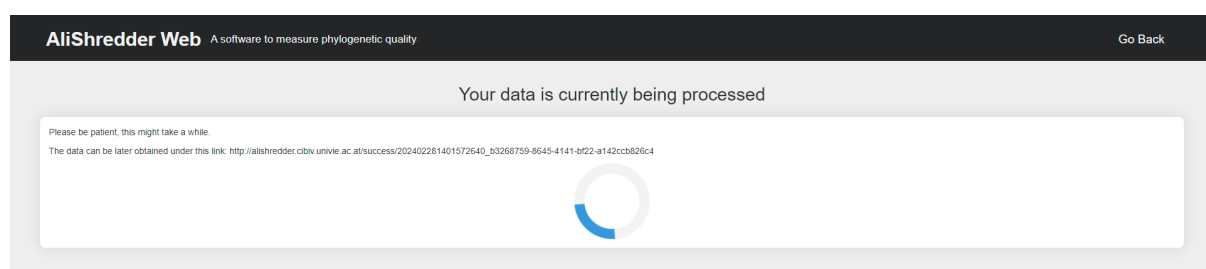 AliShredder Web A software to measure phylogenetic quality Go Back
Your data is currently being processed
Please be patient, this might take a while.
The data can be later obtained under this link: http://alishredder.cibiv.univie.ac.at/success/202402281401572640_b3268759-8645-4141-bf22-a142ccb826c4